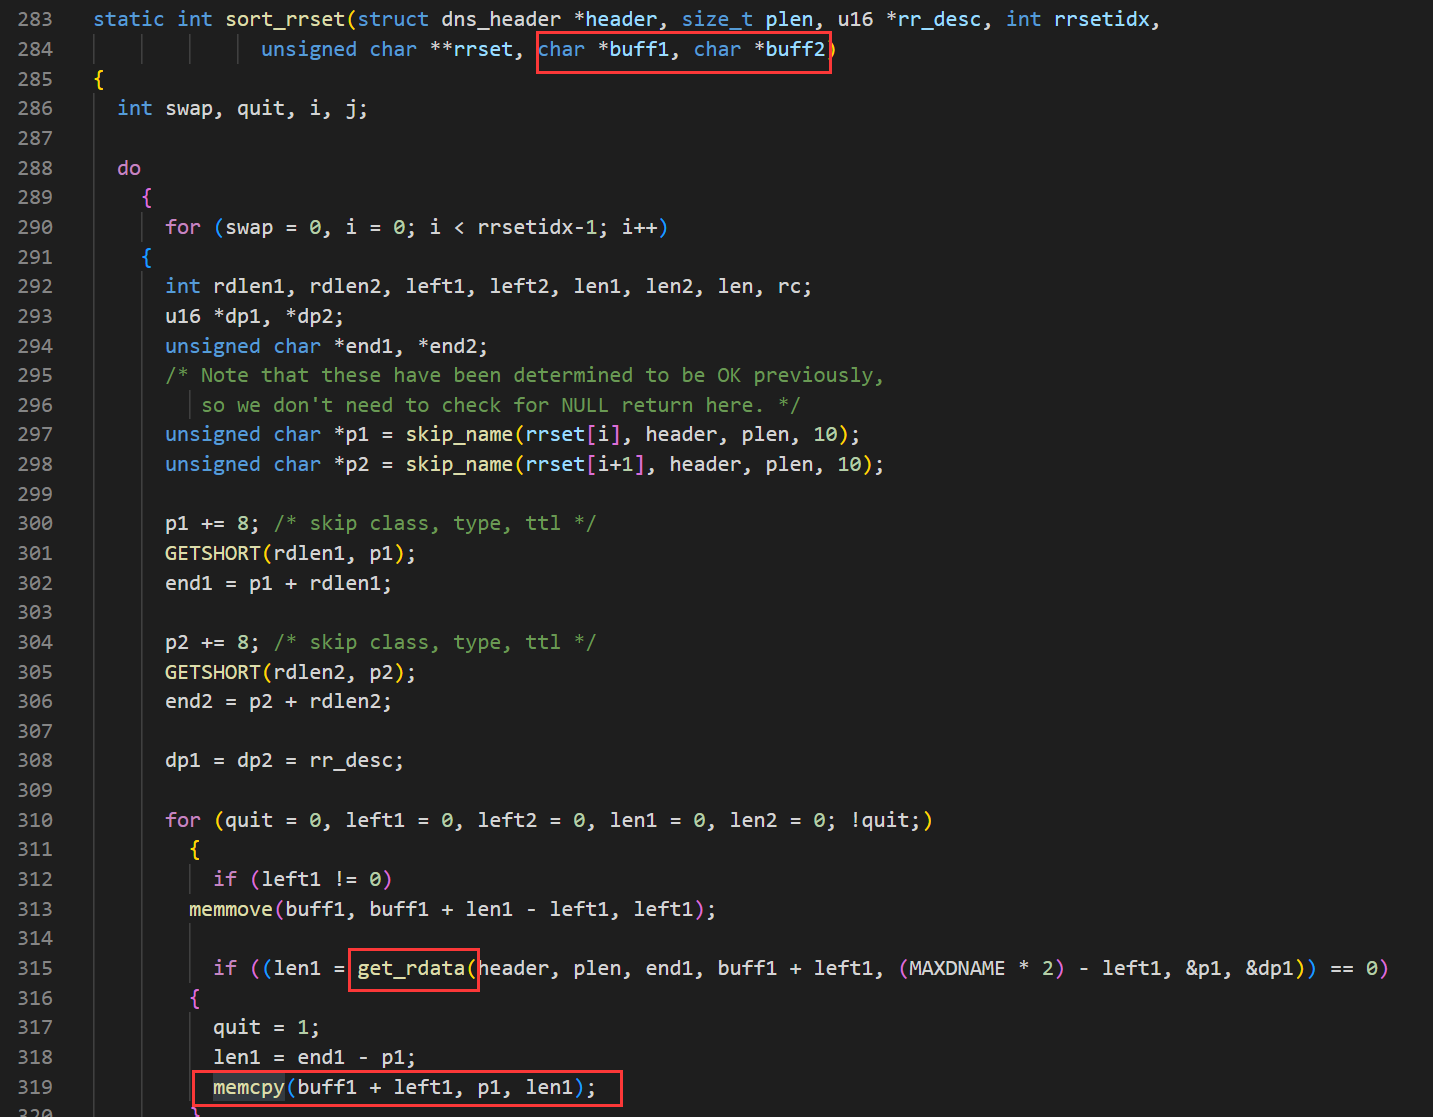 283 static int sort_rrset(struct dns_header *header, size_t plen, u16 *rr_desc, int rrsetidx,
284 unsigned char **rrset, char *buff1, char *buff2)
285 {
286 int swap, quit, i, j;
287
288 do
289 {
290 for (swap = 0, i = 0; i < rrsetidx-1; i++)
291 {
292 int rdlen1, rdlen2, left1, left2, len1, len2, len, rc;
293 u16 *dp1, *dp2;
294 unsigned char *end1, *end2;
295 /* Note that these have been determined to be OK previously,
296 so we don't need to check for NULL return here. */
297 unsigned char *p1 = skip_name(rrset[i], header, plen, 10);
298 unsigned char *p2 = skip_name(rrset[i+1], header, plen, 10);
299
300 p1 += 8; /* skip class, type, ttl */
301 GETSHORT(rdlen1, p1);
302 end1 = p1 + rdlen1;
303
304 p2 += 8; /* skip class, type, ttl */
305 GETSHORT(rdlen2, p2);
306 end2 = p2 + rdlen2;
307
308 dp1 = dp2 = rr_desc;
309
310 for (quit = 0, left1 = 0, left2 = 0, len1 = 0, len2 = 0; !quit;)
311 {
312 if (left1 != 0)
313 memmove(buff1, buff1 + len1 - left1, left1);
314
315 if ((len1 = get_rdata(header, plen, end1, buff1 + left1, (MAXDNAME * 2) - left1, &p1, &dp1)) == 0)
316 {
317 quit = 1;
318 len1 = end1 - p1;
319 memcpy(buff1 + left1, p1, len1);
320 }